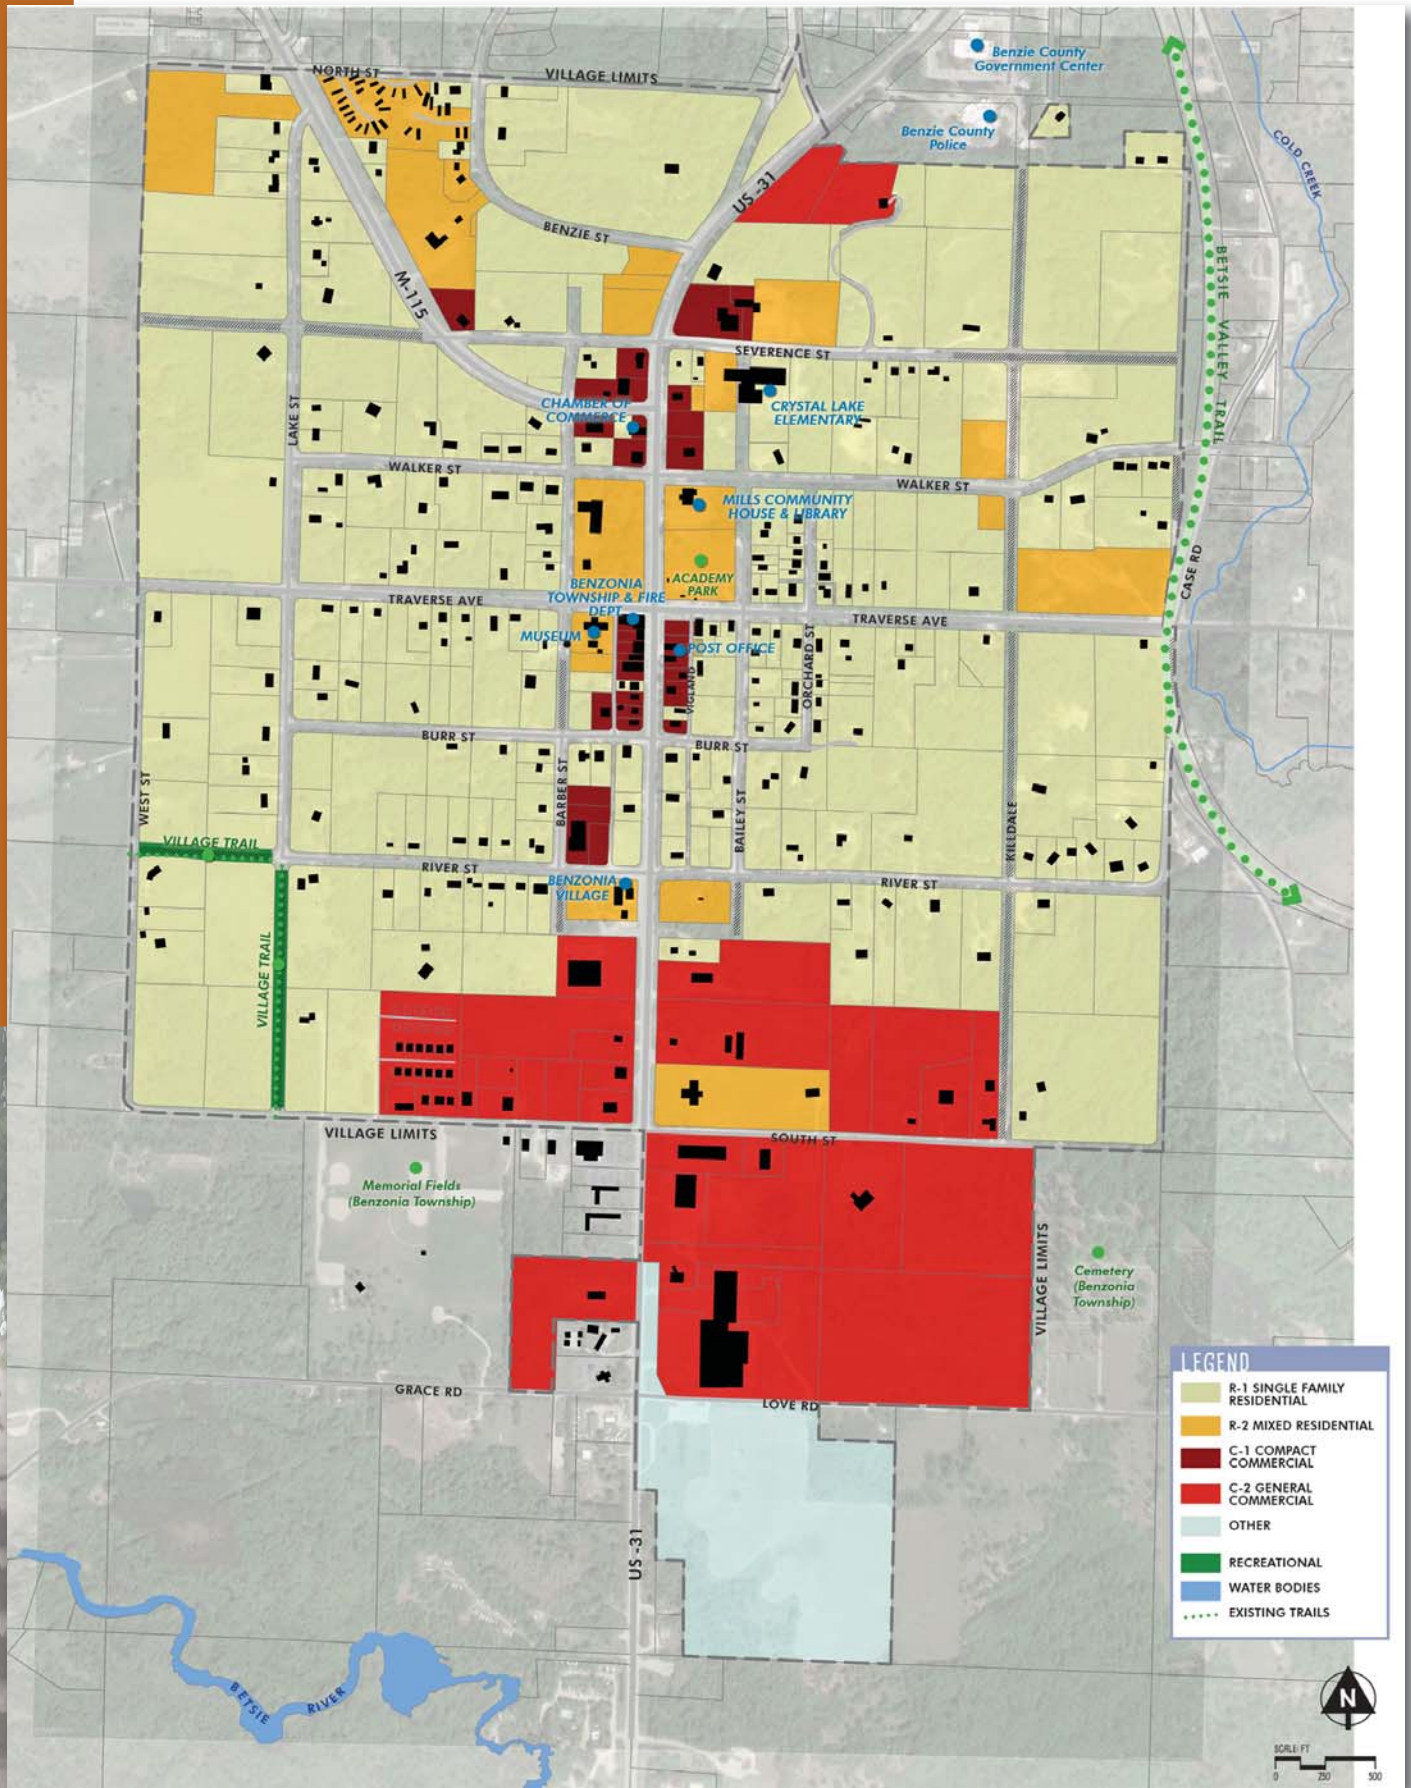 NORTH ST
VILLAGE LIMITS
Benzie County
Government Center
Benzie County
Police
COLD CREEK
US -31
BENZIE ST
M-115
BETSIE VALLEY TRAIL
SEVERENCE ST
CHAMBER OF
COMMERCE
CRYSTAL LAKE
ELEMENTARY
LAKE ST
WALKER ST
WALKER ST
MILLS COMMUNITY
HOUSE & LIBRARY
BENZONIA
TOWNSHIP & FIRE
DEPT
ACADEMY
PARK
CASE RD
TRAVERSE AVE
TRAVERSE AVE
MUSEUM
POST OFFICE
VIGLAND
ORCHARD ST
BURR ST
BURR ST
WEST ST
BARBER ST
BAILEY ST
KILLDALE
VILLAGE TRAIL
RIVER ST
BENZONIA
VILLAGE
RIVER ST
VILLAGE TRAIL
VILLAGE LIMITS
SOUTH ST
Memorial Fields
(Benzonia Township)
VILLAGE LIMITS
Cemetery
(Benzonia
Township)
GRACE RD
LOVE RD
US -31
BETSIE RIVER
LEGEND
R-1 SINGLE FAMILY
RESIDENTIAL
R-2 MIXED RESIDENTIAL
C-1 COMPACT
COMMERCIAL
C-2 GENERAL
COMMERCIAL
OTHER
RECREATIONAL
WATER BODIES
EXISTING TRAILS
N
SCALE: FT
0 250 500